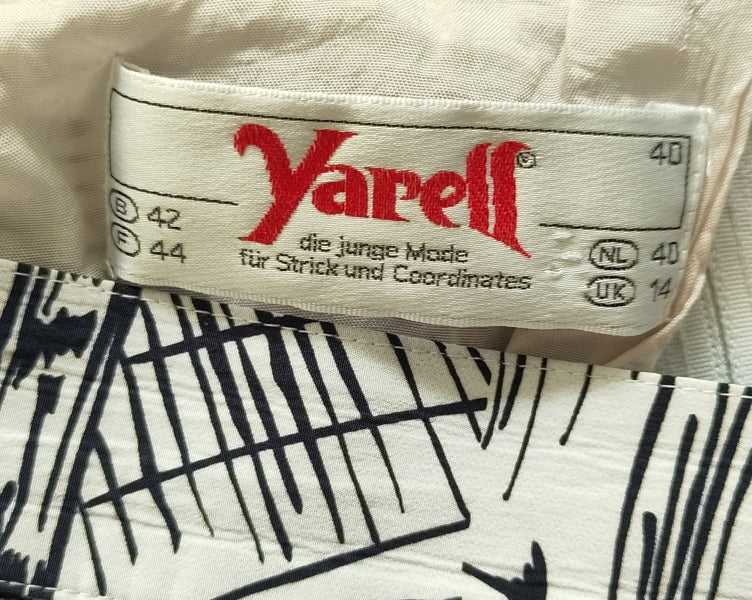 Yarell©
40
B 42
F 44
die junge Mode
für Strick und Coordinates
NL 40
UK 14